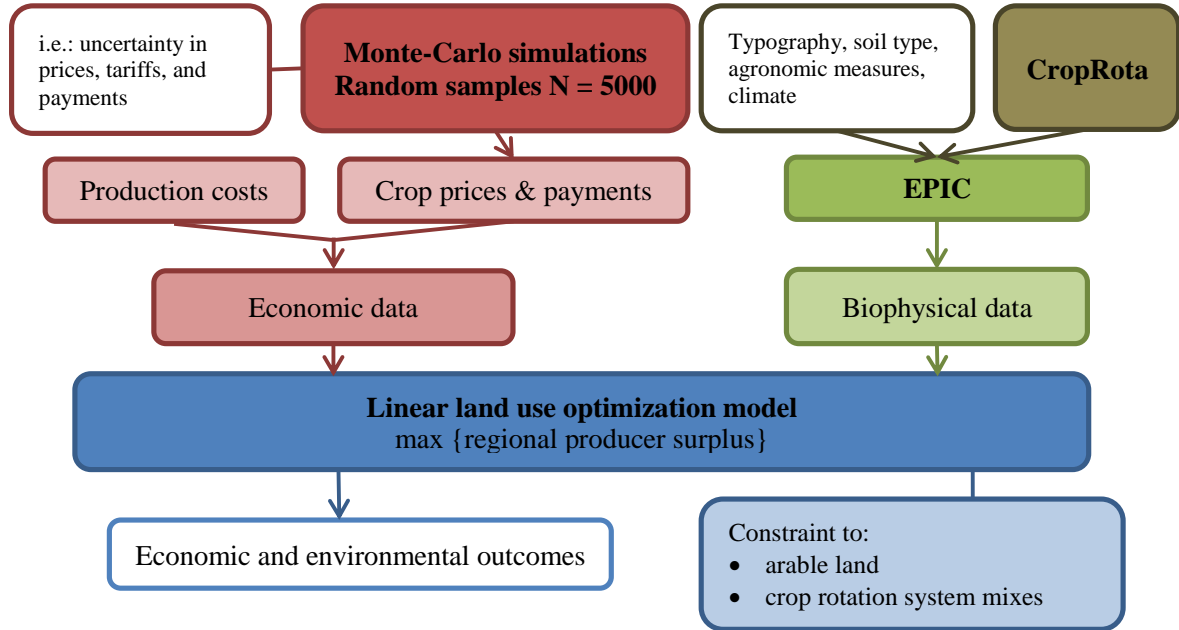 i.e.: uncertainty in
prices, tariffs, and
payments
Monte-Carlo simulations
Random samples N = 5000
Typography, soil type,
agronomic measures,
climate
CropRota
Production costs
Crop prices & payments
EPIC
Economic data
Biophysical data
Linear land use optimization model
max {regional producer surplus}
Economic and environmental outcomes
Constraint to:
• arable land
• crop rotation system mixes